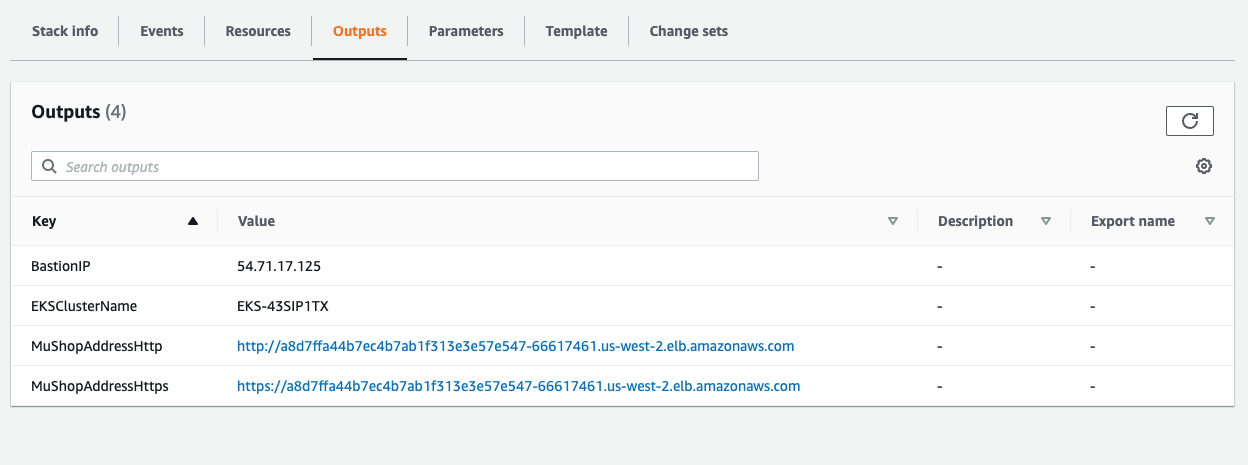 Stack info Events Resources Outputs Parameters Template Change sets
Outputs (4)
Search outputs
Key Value Description Export name
BastionIP 54.71.17.125 - -
EKSClusterName EKS-43SIP1TX - -
MuShopAddressHttp http://a8d7ffa44b7ec4b7ab1f313e3e57e547-66617461.us-west-2.elb.amazonaws.com - -
MuShopAddressHttps https://a8d7ffa44b7ec4b7ab1f313e3e57e547-66617461.us-west-2.elb.amazonaws.com - -